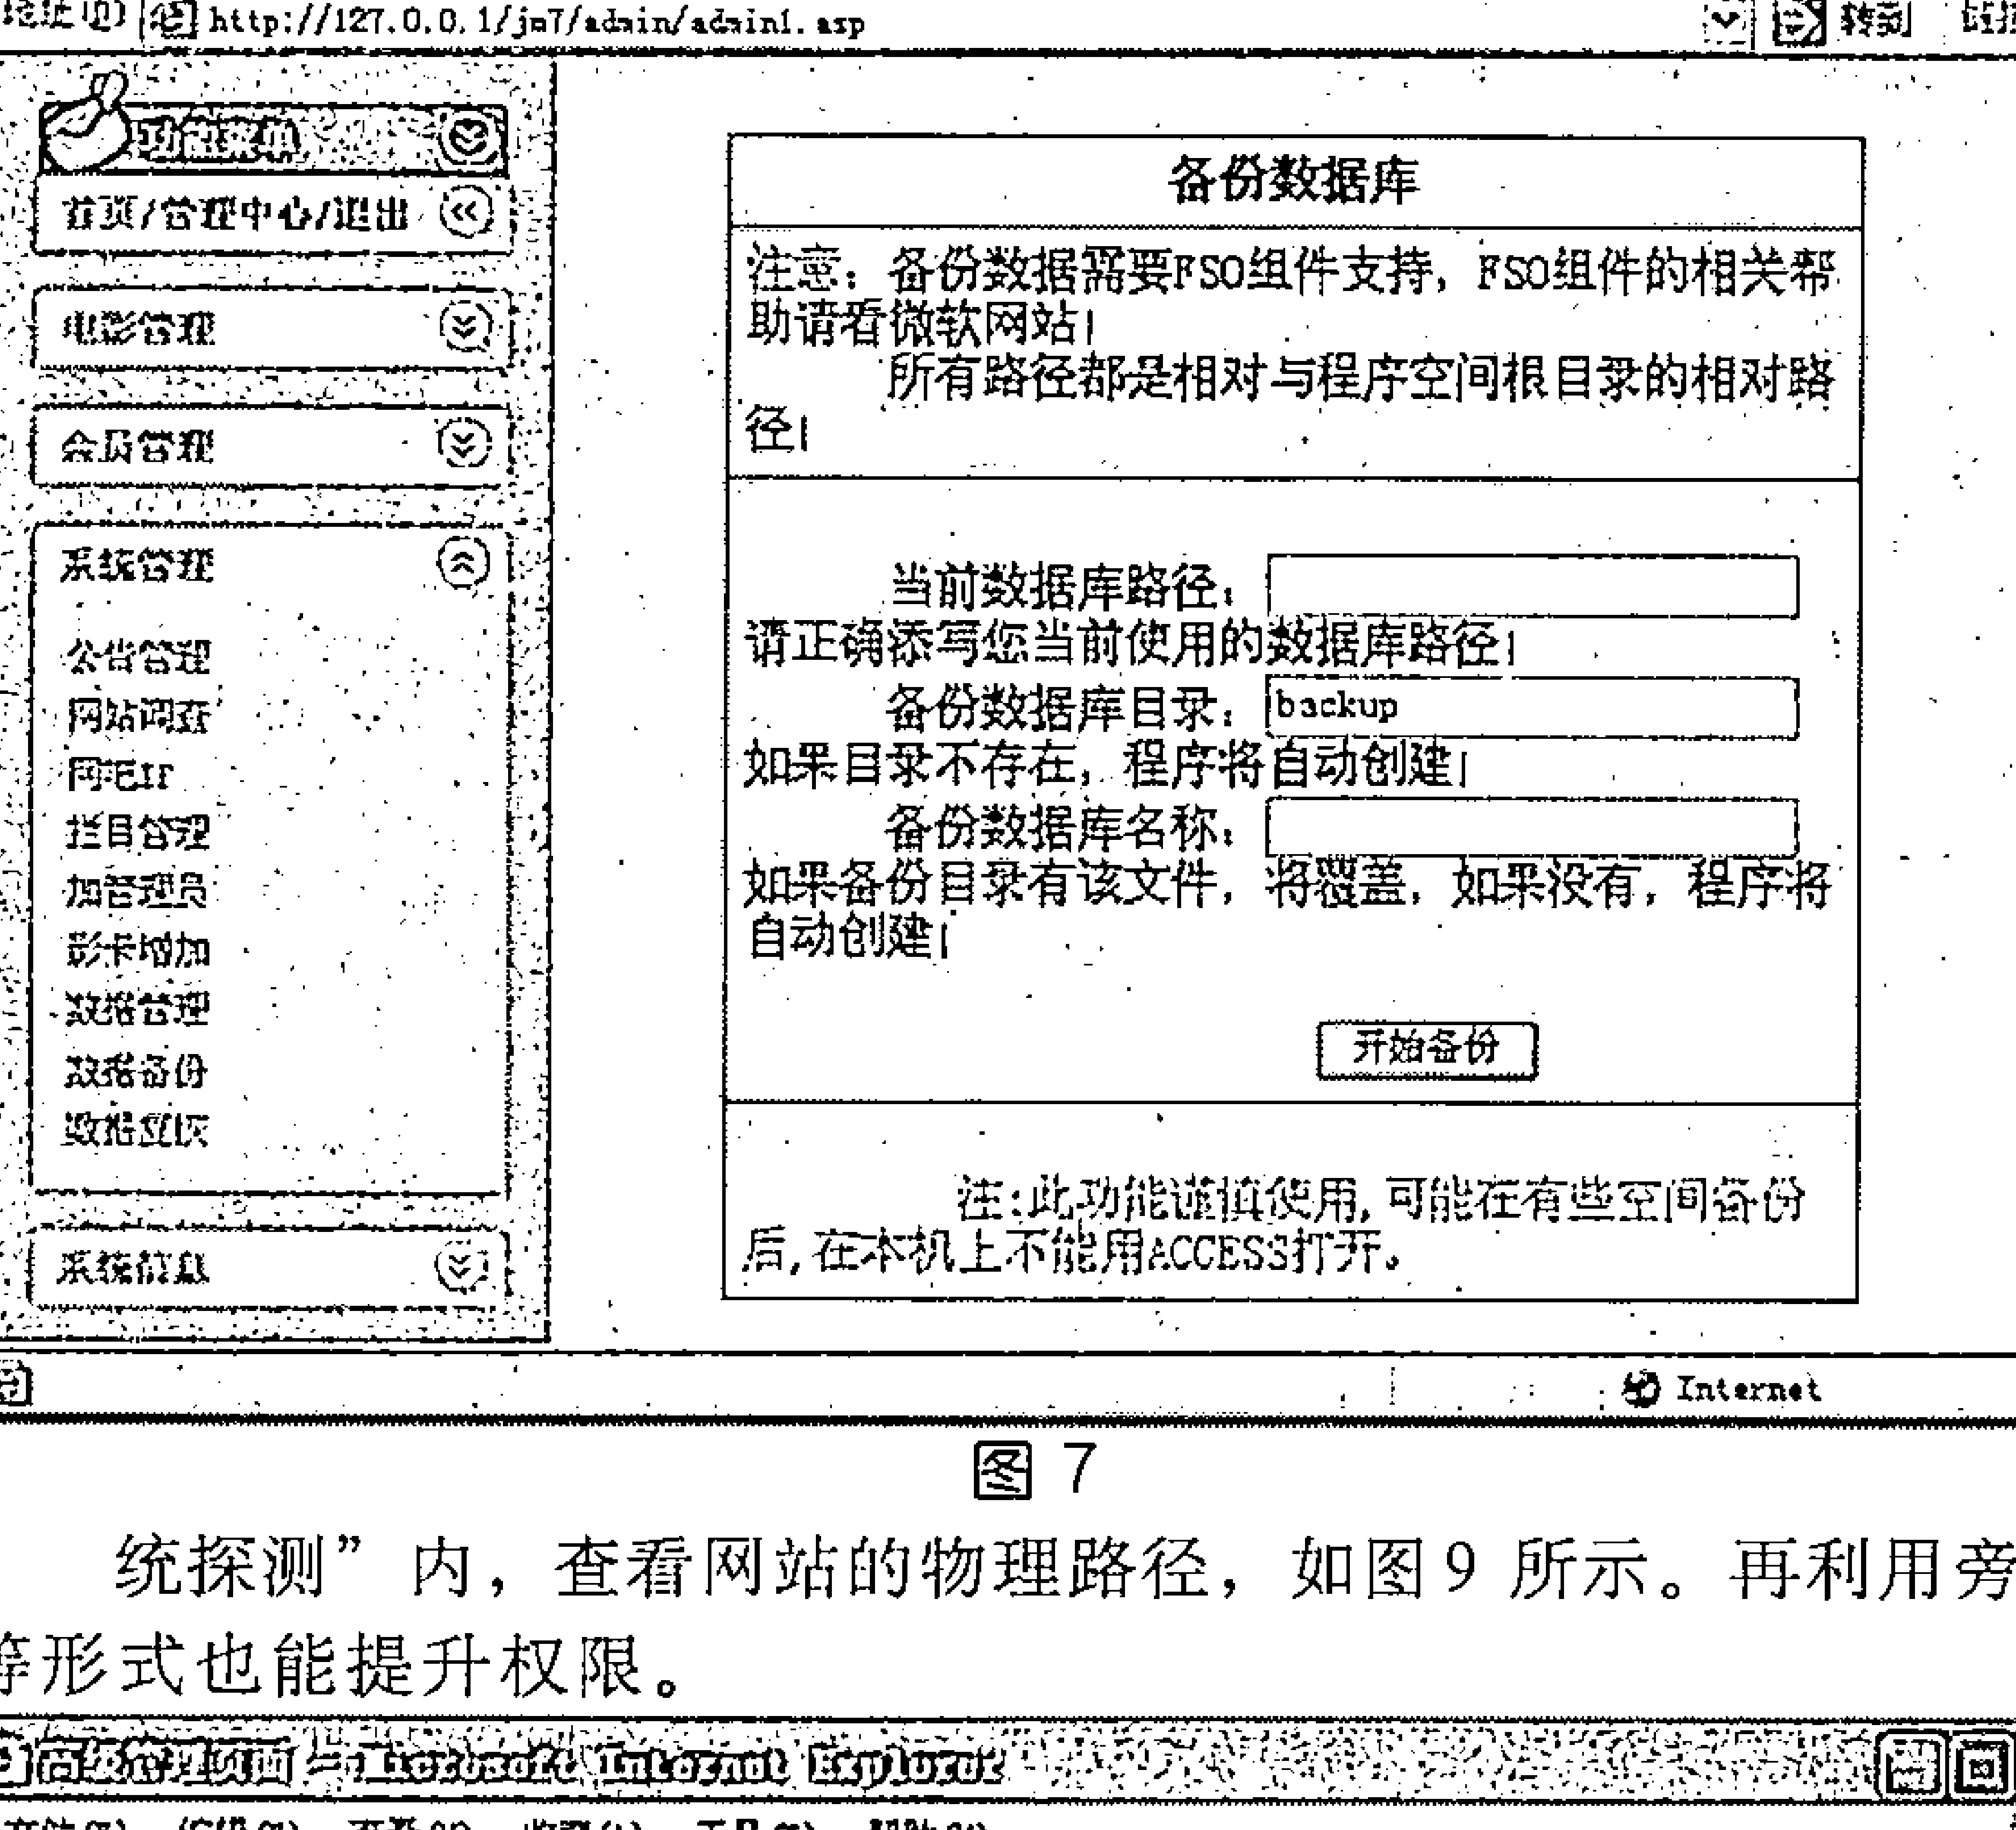 地址(D) http://127.0.0.1/jm7/admin/admin1.asp 转到
功能菜单
首页/管理中心/退出
电影管理
会员管理
系统管理
公告管理
网站调查
网吧IP
栏目管理
加管理员
影卡增加
数据管理
数据备份
数据恢复
系统信息
备份数据库
注意：备份数据需要FSO组件支持，FSO组件的相关帮
助请看微软网站!
所有路径都是相对与程序空间根目录的相对路
径!
当前数据库路径：
请正确添写您当前使用的数据库路径!
备份数据库目录： backup
如果目录不存在，程序将自动创建!
备份数据库名称：
如果备份目录有该文件，将覆盖，如果没有，程序将
自动创建!
开始备份
注:此功能谨慎使用,可能在有些空间备份
后,在本机上不能用ACCESS打开。
Internet
图 7
统探测”内，查看网站的物理路径，如图9 所示。再利用旁
等形式也能提升权限。
高级管理页面 - Microsoft Internet Explorer